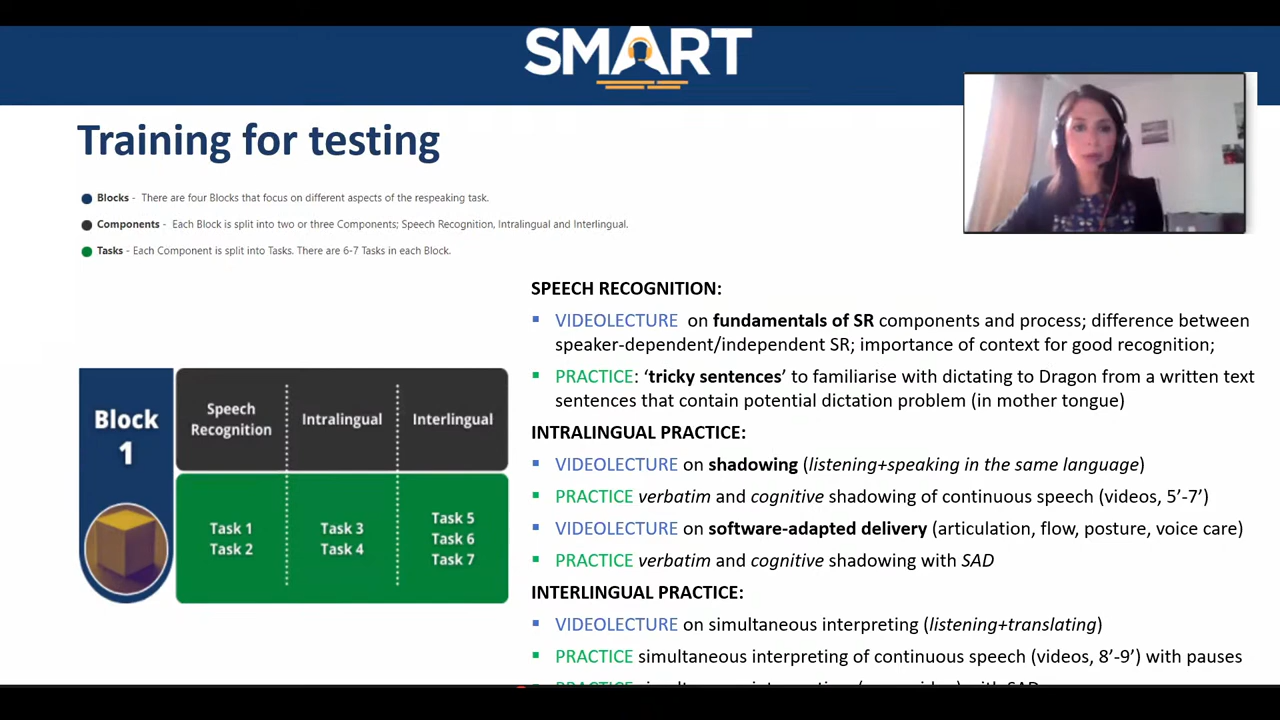 SMART
Training for testing
Blocks - There are four Blocks that focus on different aspects of the respeaking task.
Components - Each Block is split into two or three Components; Speech Recognition, Intralingual and Interlingual.
Tasks - Each Component is split into Tasks. There are 6-7 Tasks in each Block.
Block
1
Speech
Recognition
Intralingual
Interlingual
Task 1
Task 2
Task 3
Task 4
Task 5
Task 6
Task 7
SPEECH RECOGNITION:
VIDEOLECTURE on fundamentals of SR components and process; difference between
speaker-dependent/independent SR; importance of context for good recognition;
PRACTICE: ‘tricky sentences’ to familiarise with dictating to Dragon from a written text
sentences that contain potential dictation problem (in mother tongue)
INTRALINGUAL PRACTICE:
VIDEOLECTURE on shadowing (listening+speaking in the same language)
PRACTICE verbatim and cognitive shadowing of continuous speech (videos, 5’-7’)
VIDEOLECTURE on software-adapted delivery (articulation, flow, posture, voice care)
PRACTICE verbatim and cognitive shadowing with SAD
INTERLINGUAL PRACTICE:
VIDEOLECTURE on simultaneous interpreting (listening+translating)
PRACTICE simultaneous interpreting of continuous speech (videos, 8’-9’) with pauses